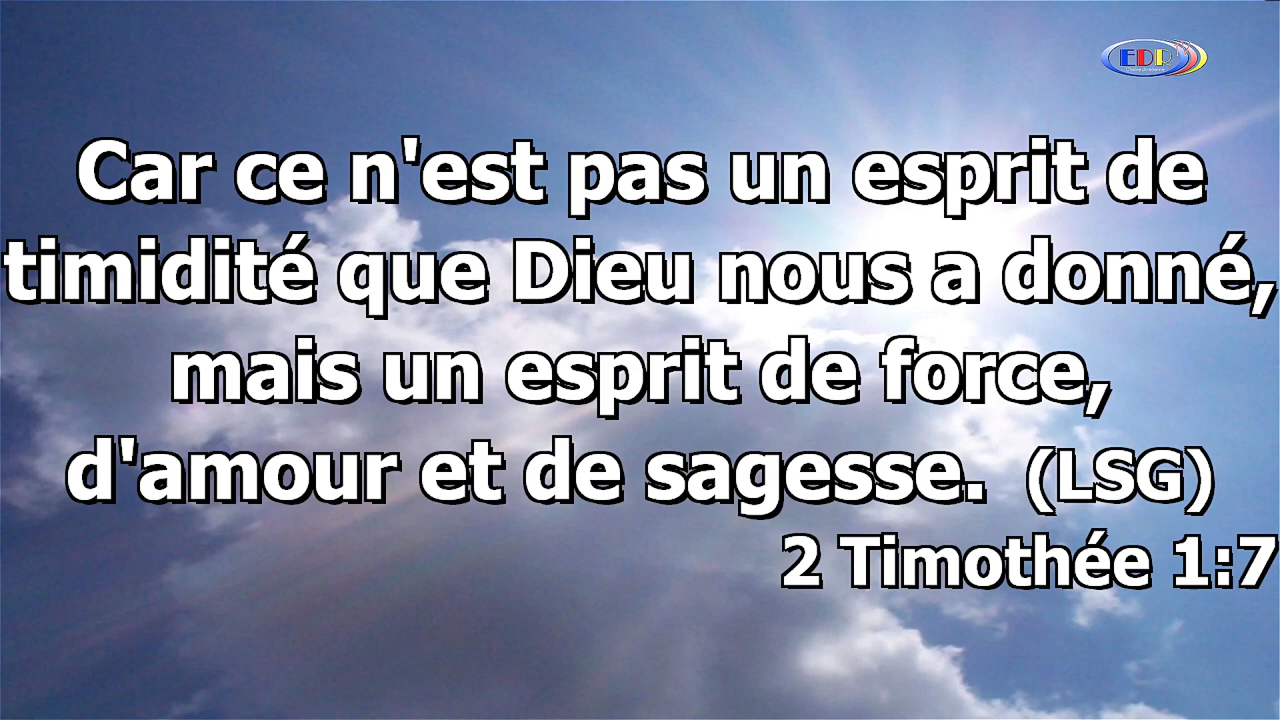 EDR
Car ce n'est pas un esprit de
timidité que Dieu nous a donné,
mais un esprit de force,
d'amour et de sagesse. (LSG)
2 Timothée 1:7